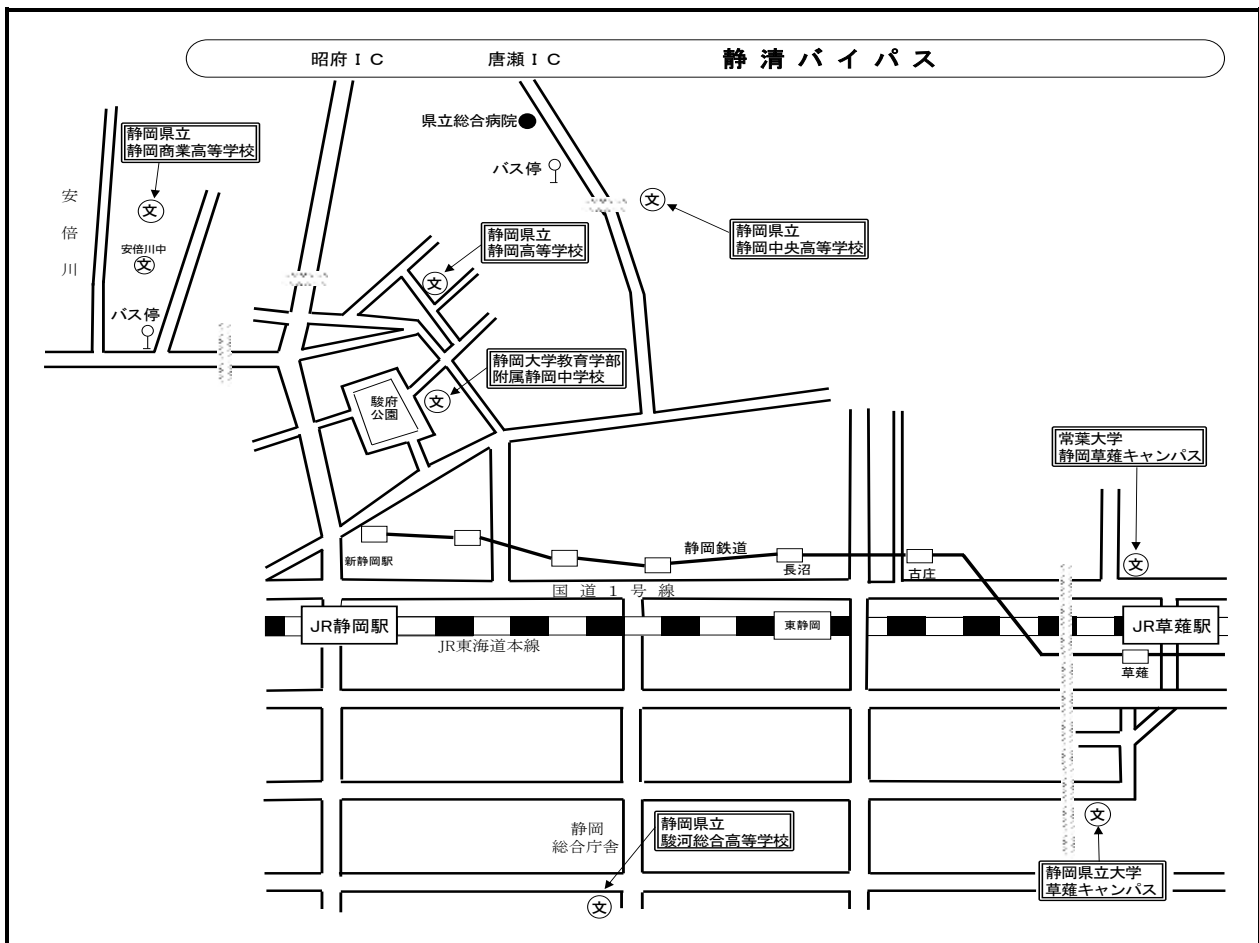 昭府ＩＣ
唐瀬ＩＣ
静清バイパス
県立総合病院
静岡県立
静岡商業高等学校
バス停
安倍川
文
文
静岡県立
静岡中央高等学校
静岡県立
静岡高等学校
安倍川中
文
文
バス停
静岡大学教育学部
附属静岡中学校
文
駿府
公園
常葉大学
静岡草薙キャンパス
新静岡駅
静岡鉄道
長沼
古庄
文
国道１号線
JR静岡駅
東静岡
JR草薙駅
JR東海道本線
草薙
静岡
総合庁舎
静岡県立
駿河総合高等学校
文
静岡県立大学
草薙キャンパス
文